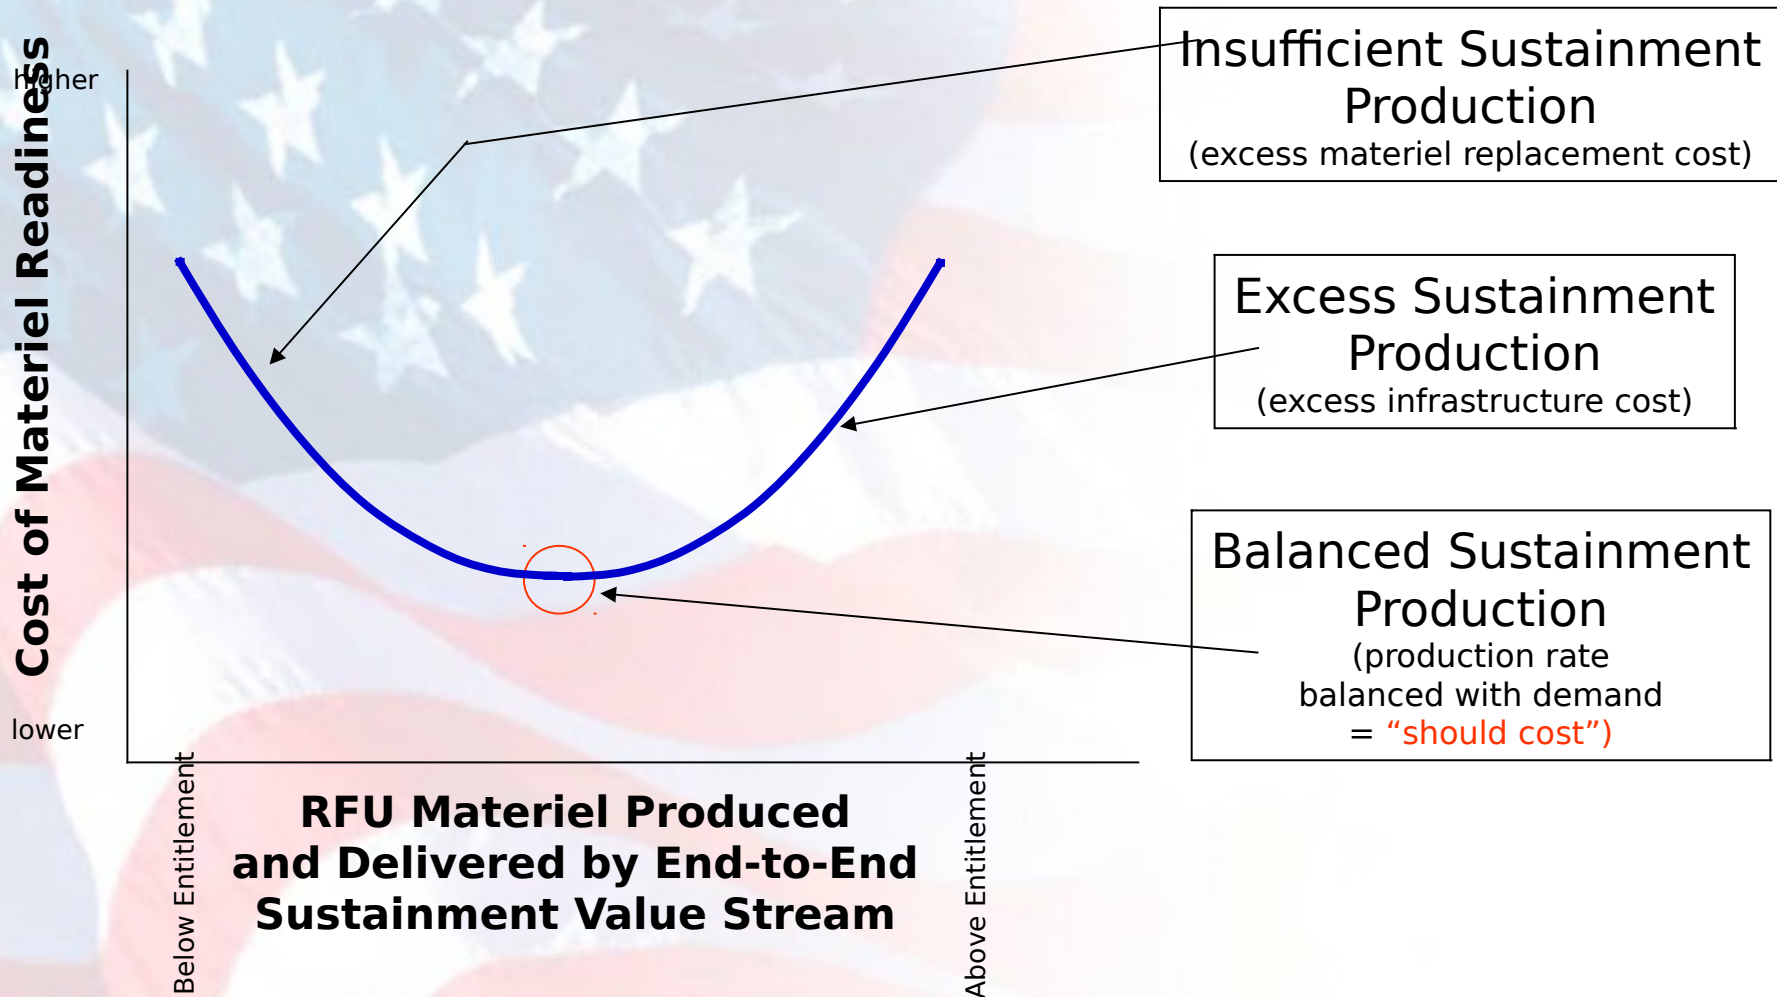 Cost of Materiel Readiness
higher
lower
Insufficient Sustainment
Production
(excess materiel replacement cost)
Excess Sustainment
Production
(excess infrastructure cost)
Balanced Sustainment
Production
(production rate
balanced with demand
= “should cost”)
Below Entitlement
RFU Materiel Produced
and Delivered by End-to-End
Sustainment Value Stream
Above Entitlement